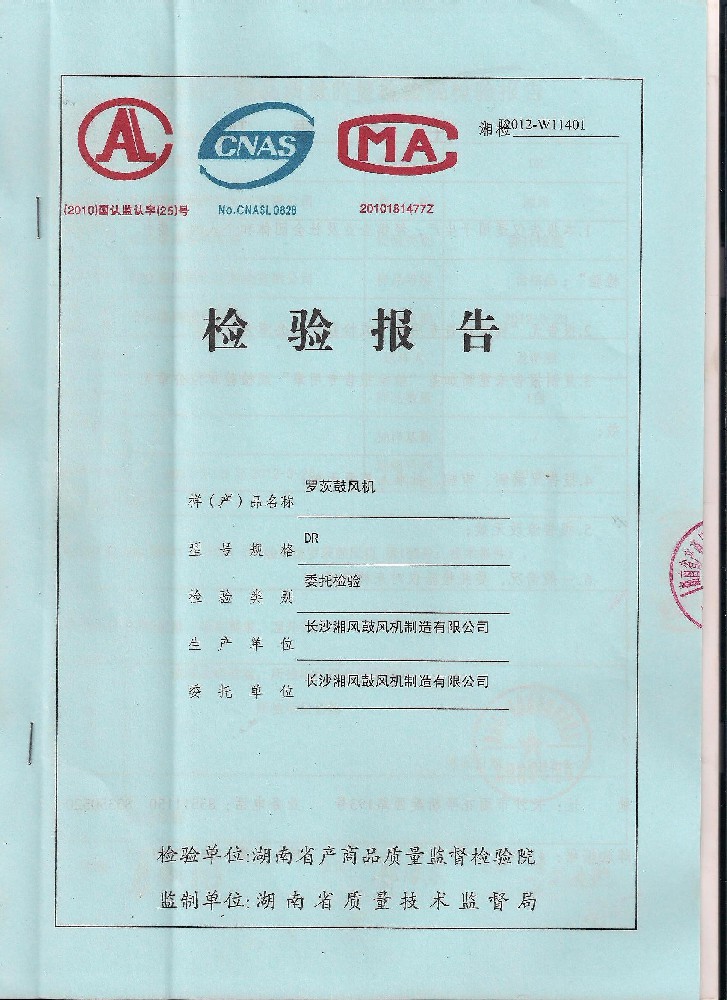 AL
CNAS
MA
湘检2012-W11401
(2010)国认监认字(25)号
No.CNASL0828
2010181477Z
检验报告
样(产)品名称 罗茨鼓风机
型号规格 DR
检验类别 委托检验
生产单位 长沙湘风鼓风机制造有限公司
委托单位 长沙湘风鼓风机制造有限公司
检验单位:湖南省产商品质量监督检验院
监制单位:湖南省质量技术监督局